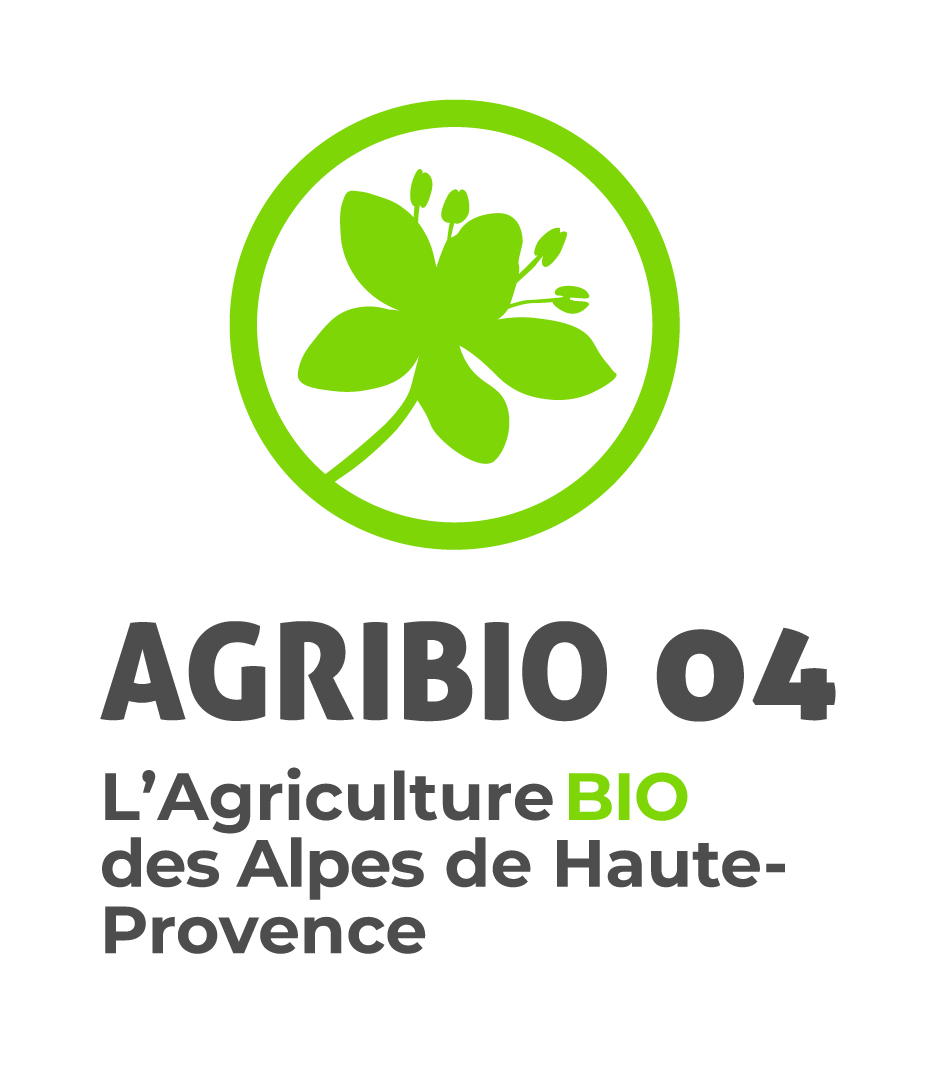 AGRIBIO 04
L’Agriculture BIO
des Alpes de Haute-
Provence